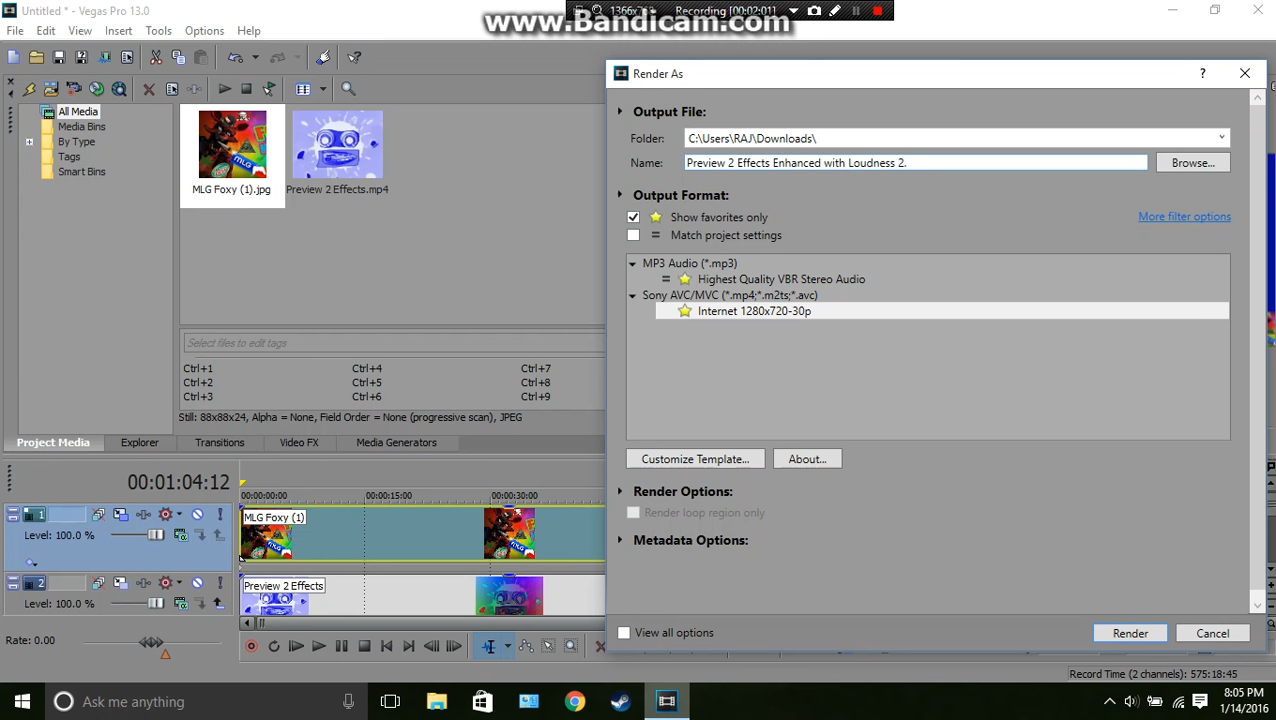 Untitled * - Vegas Pro 13.0
1366x768 Recording [00:02:01]
www.Bandicam.com
File Edit View Insert Tools Options Help
Render As
All Media
Media Bins
By Type
Tags
Smart Bins
MLG
MLG Foxy (1).jpg
Preview 2 Effects.mp4
Output File:
Folder: C:\Users\RAJ\Downloads\
Name: Preview 2 Effects Enhanced with Loudness 2.
Browse...
Output Format:
Show favorites only
More filter options
Match project settings
MP3 Audio (*.mp3)
Highest Quality VBR Stereo Audio
Sony AVC/MVC (*.mp4;*.m2ts;*.avc)
Internet 1280x720-30p
Select files to edit tags
Ctrl+1 Ctrl+4 Ctrl+7
Ctrl+2 Ctrl+5 Ctrl+8
Ctrl+3 Ctrl+6 Ctrl+9
Still: 88x88x24, Alpha = None, Field Order = None (progressive scan), JPEG
Project Media Explorer Transitions Video FX Media Generators
Customize Template... About...
Render Options:
Render loop region only
Metadata Options:
00:01:04:12
00:00:00:00 00:00:15:00 00:00:30:00
1
MLG Foxy (1)
Level: 100.0 %
2
Preview 2 Effects
Level: 100.0 %
Rate: 0.00
View all options
Render Cancel
Record Time (2 channels): 575:18:45
Ask me anything
8:05 PM
1/14/2016